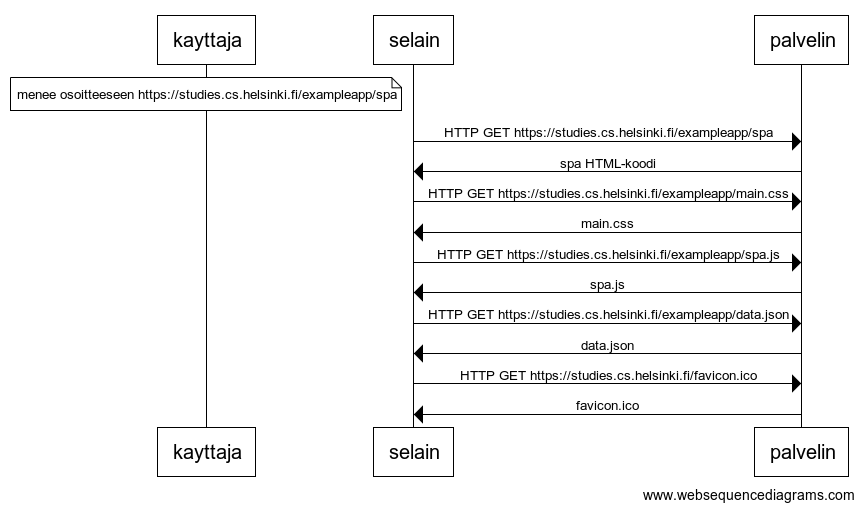 kayttaja
selain
palvelin
menee osoitteeseen https://studies.cs.helsinki.fi/exampleapp/spa
HTTP GET https://studies.cs.helsinki.fi/exampleapp/spa
spa HTML-koodi
HTTP GET https://studies.cs.helsinki.fi/exampleapp/main.css
main.css
HTTP GET https://studies.cs.helsinki.fi/exampleapp/spa.js
spa.js
HTTP GET https://studies.cs.helsinki.fi/exampleapp/data.json
data.json
HTTP GET https://studies.cs.helsinki.fi/favicon.ico
favicon.ico
kayttaja
selain
palvelin
www.websequencediagrams.com